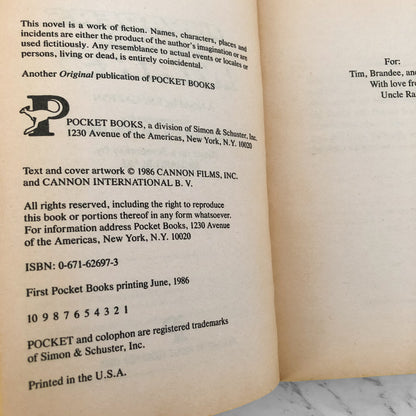 This novel is a work of fiction. Names, characters, places and
incidents are either the product of the author's imagination or are
used fictitiously. Any resemblance to actual events or locales or
persons, living or dead, is entirely coincidental.
Another Original publication of POCKET BOOKS
POCKET BOOKS, a division of Simon & Schuster, Inc.
1230 Avenue of the Americas, New York, N.Y. 10020
Text and cover artwork © 1986 CANNON FILMS, INC.
and CANNON INTERNATIONAL B. V.
All rights reserved, including the right to reproduce
this book or portions thereof in any form whatsoever.
For information address Pocket Books, 1230 Avenue
of the Americas, New York, N.Y. 10020
ISBN: 0-671-62697-3
First Pocket Books printing June, 1986
10 9 8 7 6 5 4 3 2 1
POCKET and colophon are registered trademarks
of Simon & Schuster, Inc.
Printed in the U.S.A.
For:
Tim, Brandee, and
With love fro
Uncle Ra